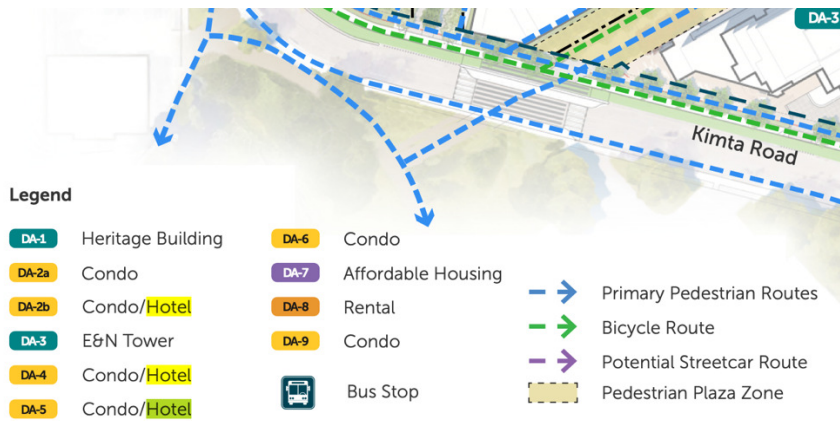 DA-3
Kimta Road
Legend
DA-1 Heritage Building
DA-2a Condo
DA-2b Condo/Hotel
DA-3 E&N Tower
DA-4 Condo/Hotel
DA-5 Condo/Hotel
DA-6 Condo
DA-7 Affordable Housing
DA-8 Rental
DA-9 Condo
Bus Stop
Primary Pedestrian Routes
Bicycle Route
Potential Streetcar Route
Pedestrian Plaza Zone